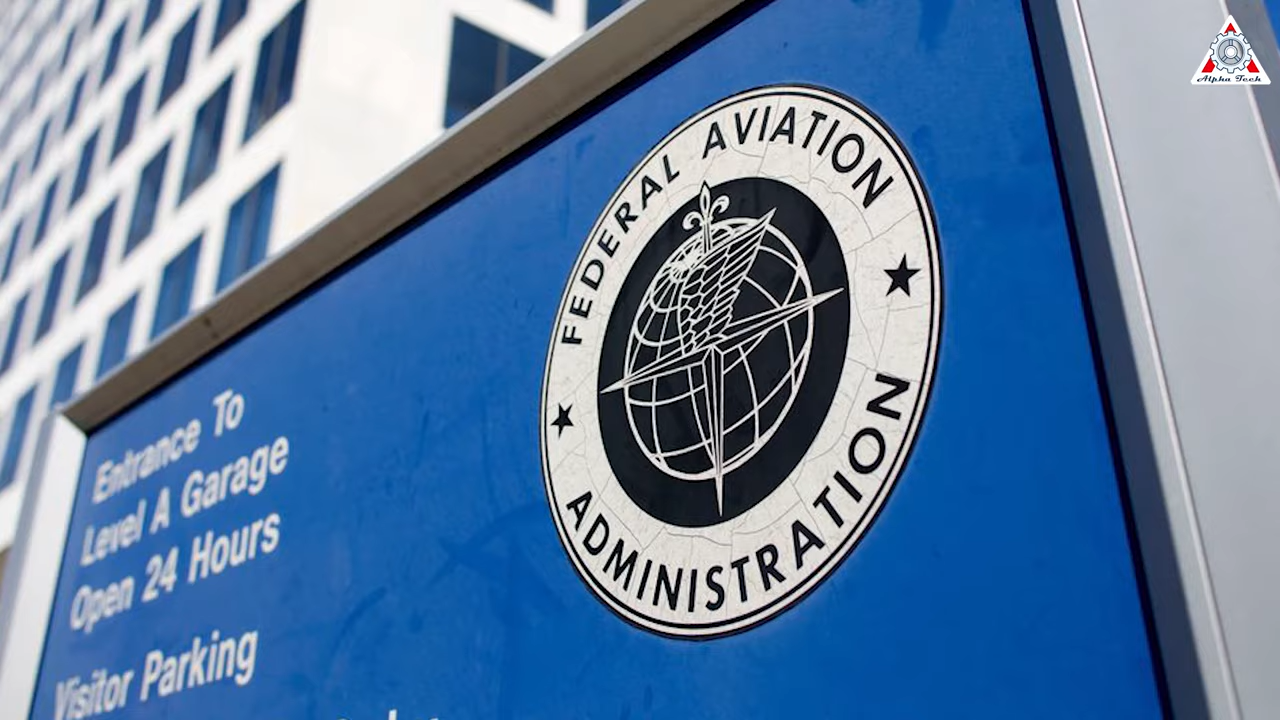 Alpha Tech
FEDERAL AVIATION
ADMINISTRATION
Entrance To
Level A Garage
Open 24 Hours
Visitor Parking